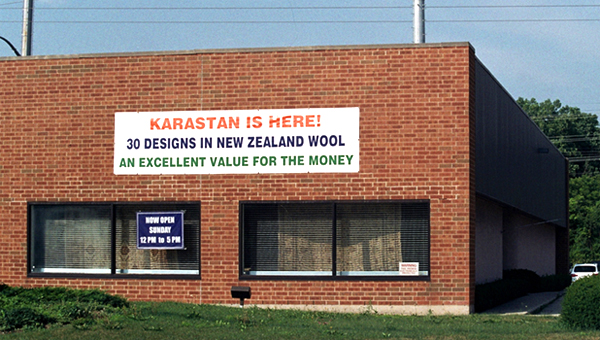 KARASTAN IS HERE!
30 DESIGNS IN NEW ZEALAND WOOL
AN EXCELLENT VALUE FOR THE MONEY
NOW OPEN
SUNDAY
12 PM to 5 PM